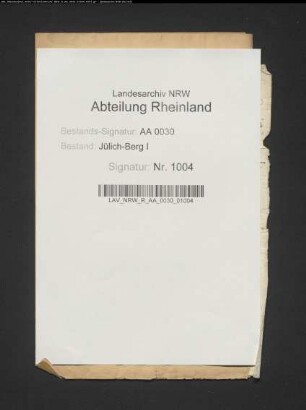 Landesarchiv NRW
Abteilung Rheinland
Bestands-Signatur: AA 0030
Bestand: Jülich-Berg I
Signatur: Nr. 1004
LAV_NRW_R_AA_0030_01004